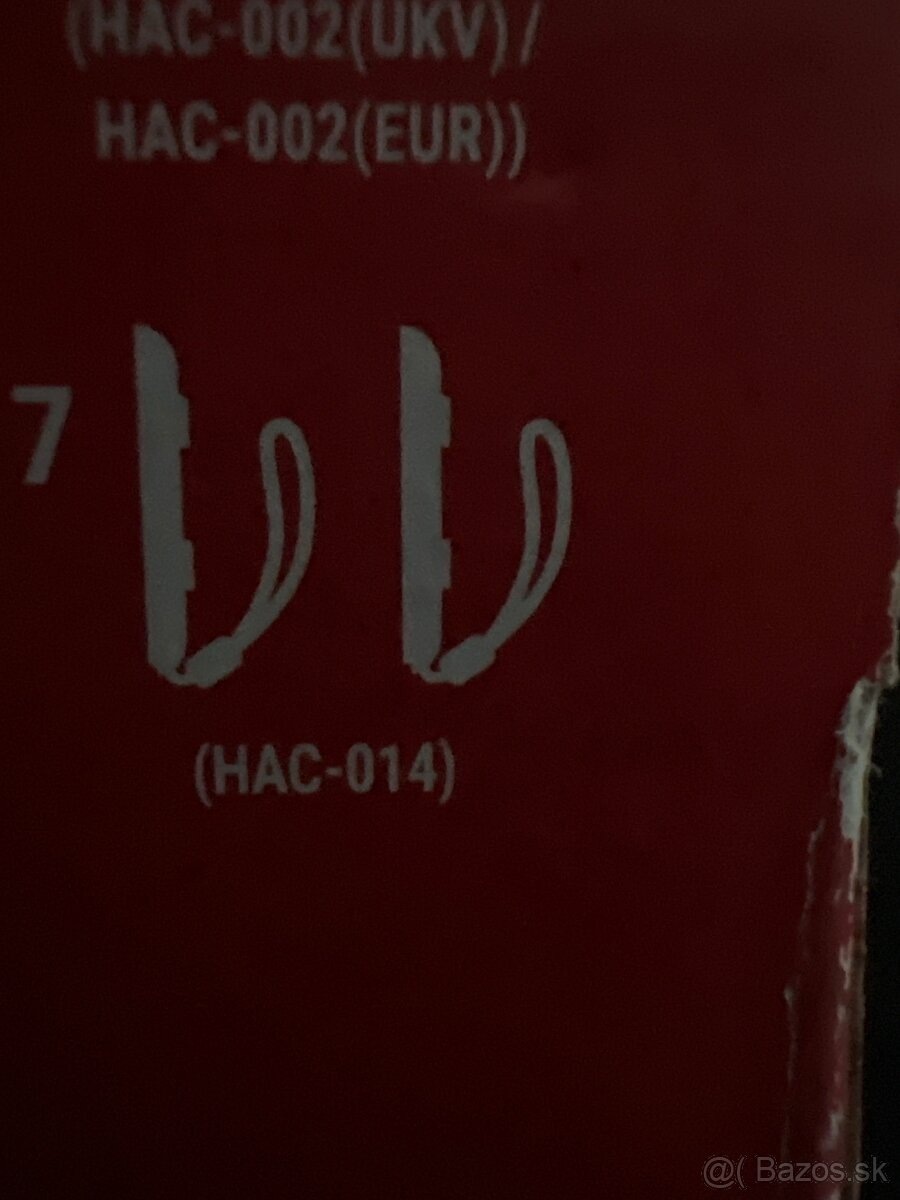 (HAC-002(UKV)/
HAC-002(EUR))
7
(HAC-014)
@( Bazos.sk